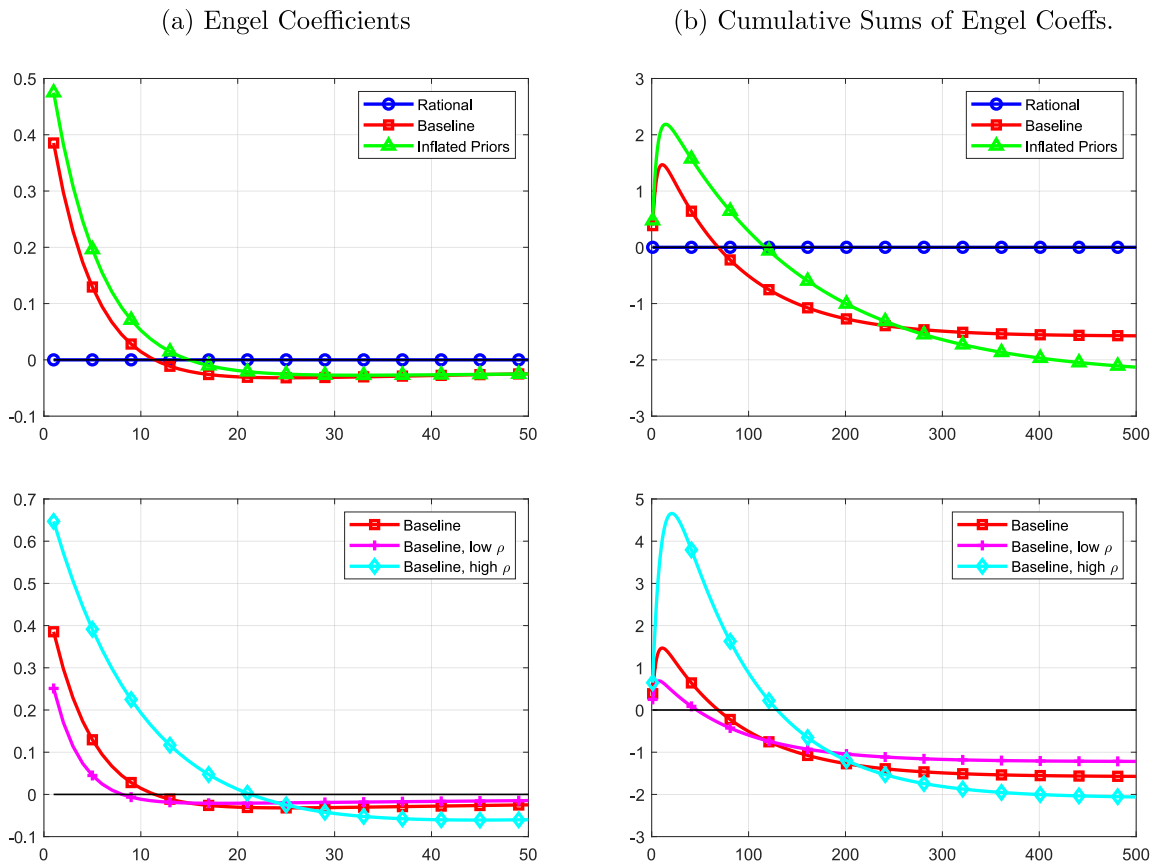 (a) Engel Coefficients
(b) Cumulative Sums of Engel Coeffs.
0.5
0.4
0.3
0.2
0.1
0
-0.1
0 10 20 30 40 50
Rational
Baseline
Inflated Priors
3
2
1
0
-1
-2
-3
0 100 200 300 400 500
Rational
Baseline
Inflated Priors
0.7
0.6
0.5
0.4
0.3
0.2
0.1
0
-0.1
0 10 20 30 40 50
Baseline
Baseline, low ρ
Baseline, high ρ
5
4
3
2
1
0
-1
-2
-3
0 100 200 300 400 500
Baseline
Baseline, low ρ
Baseline, high ρ